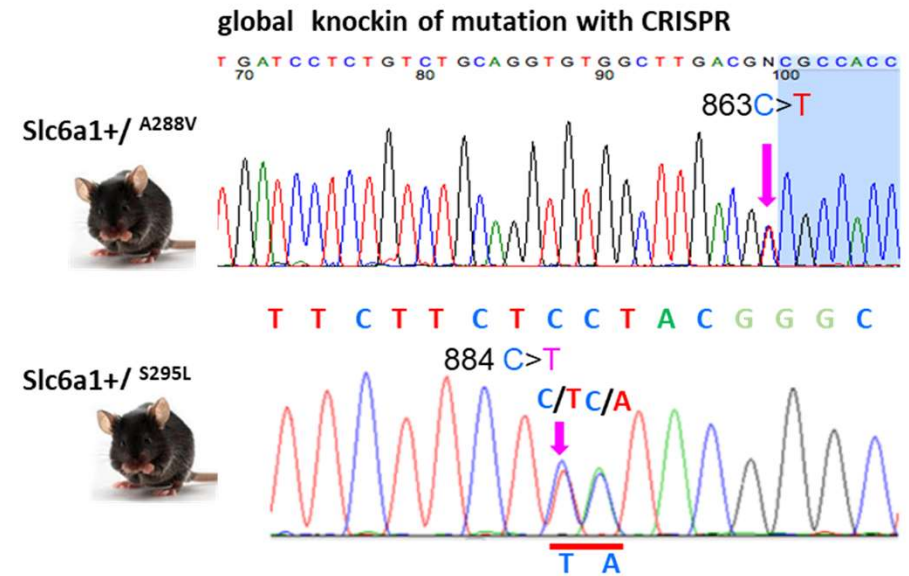 global knockin of mutation with CRISPR
T G A T C C T C T G T C T G C A G G T G T G G C T T G A C G N C G C C A C C
70 80 90 100
863C>T
Slc6a1+/ A288V
T T C T T C T C C T A C G G G C
884 C>T
Slc6a1+/ S295L
C/T C/A
T A